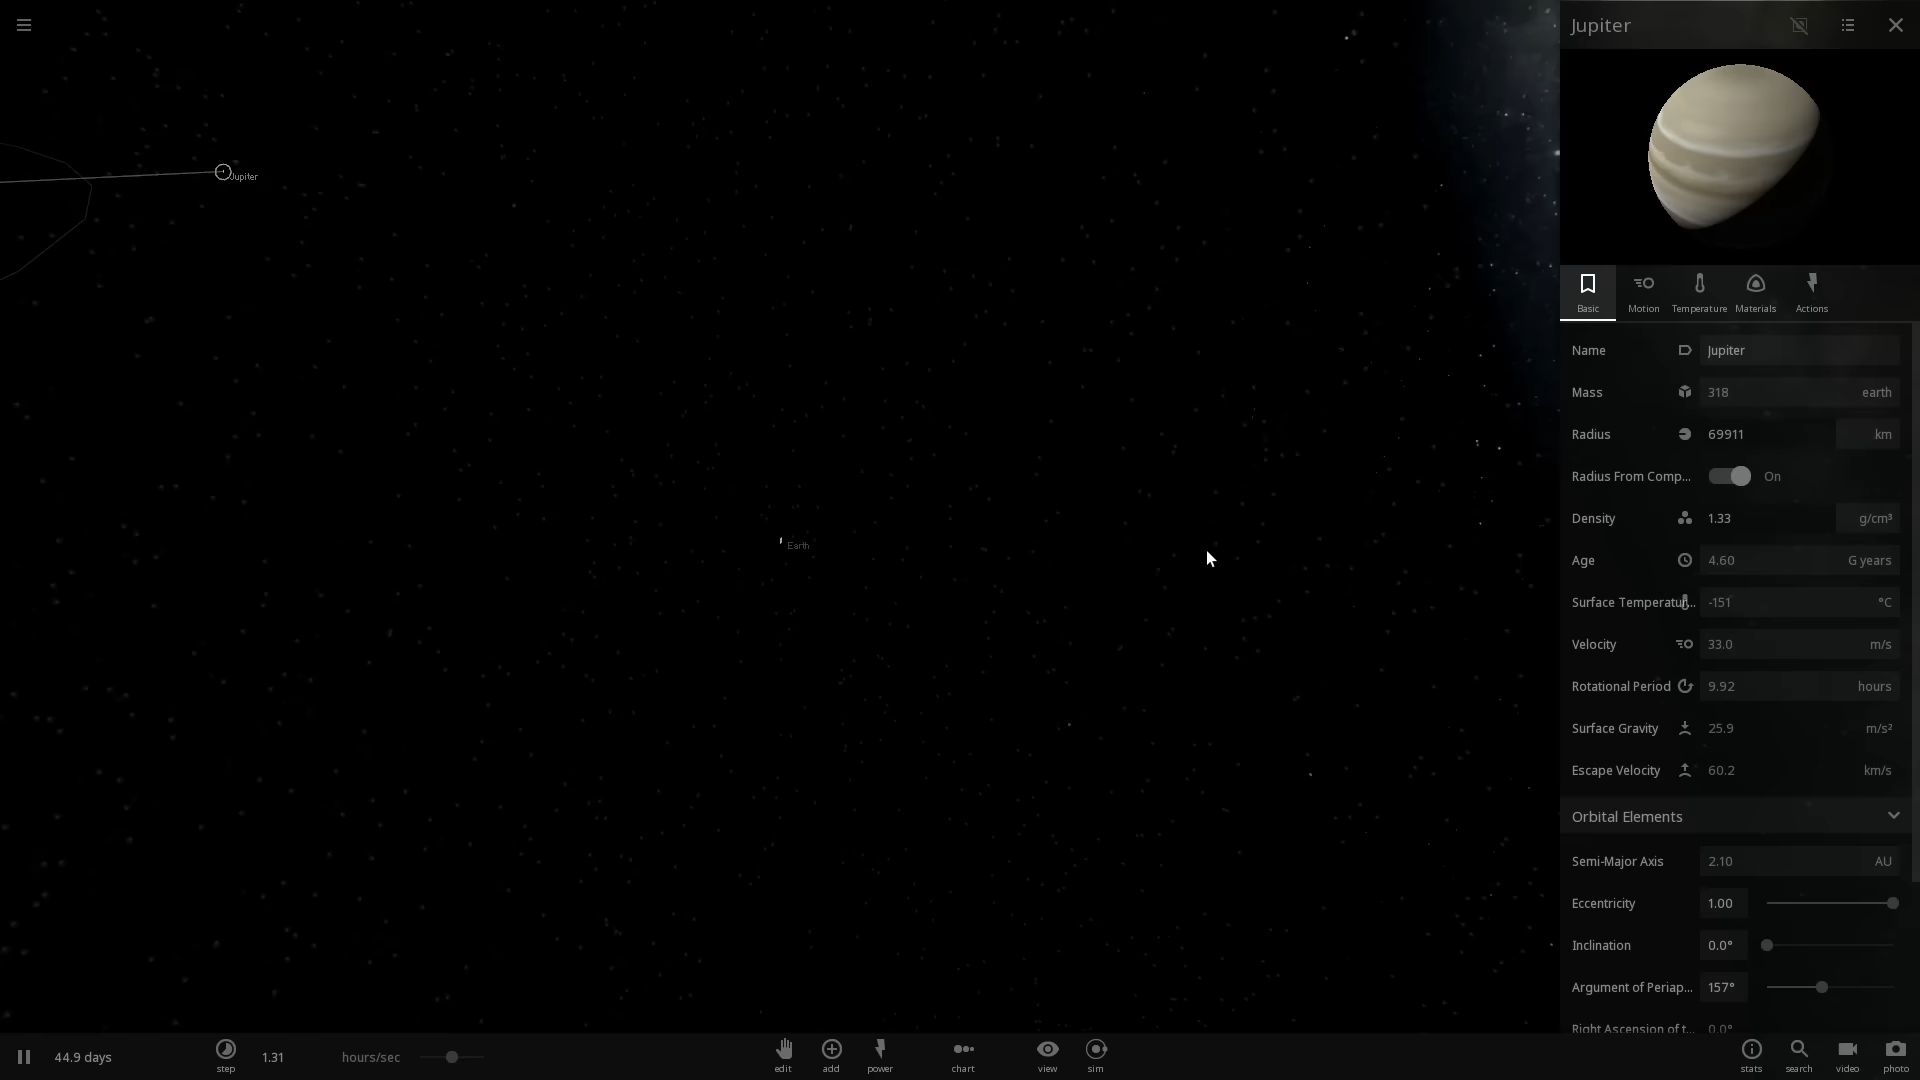 Jupiter
Jupiter
Earth
Basic Motion Temperature Materials Actions
Name Jupiter
Mass 318 earth
Radius 69911 km
Radius From Comp... On
Density 1.33 g/cm³
Age 4.60 G years
Surface Temperatur... -151 °C
Velocity 33.0 m/s
Rotational Period 9.92 hours
Surface Gravity 25.9 m/s²
Escape Velocity 60.2 km/s
Orbital Elements
Semi-Major Axis 2.10 AU
Eccentricity 1.00
Inclination 0.0°
Argument of Periap... 157°
Right Ascension of t... 0.0°
44.9 days step 1.31 hours/sec edit add power chart view sim stats search video photo